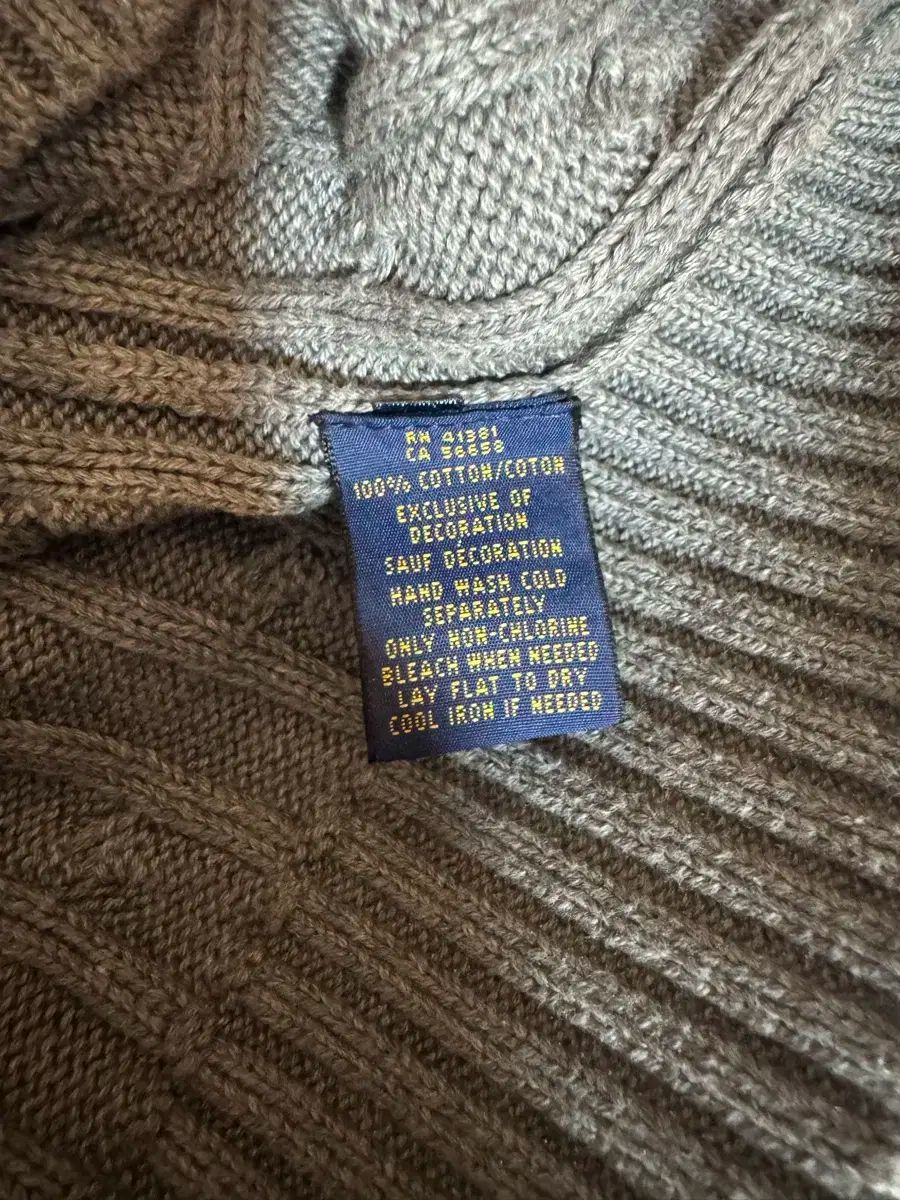 RN 41381
CA 56658
100% COTTON/COTON
EXCLUSIVE OF
DECORATION
SAUF DECORATION
HAND WASH COLD
SEPARATELY
ONLY NON-CHLORINE
BLEACH WHEN NEEDED
LAY FLAT TO DRY
COOL IRON IF NEEDED